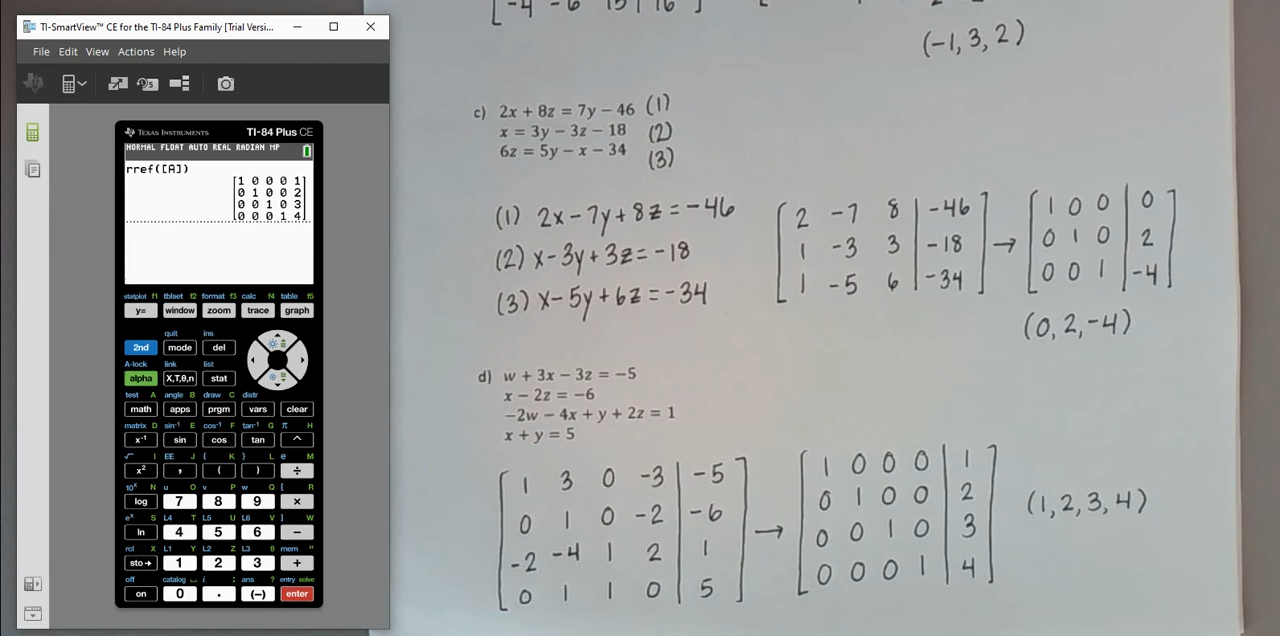 TI-SmartView™ CE for the TI-84 Plus Family [Trial Versi...
File Edit View Actions Help
TEXAS INSTRUMENTS TI-84 Plus CE
NORMAL FLOAT AUTO REAL RADIAN MP
rref([A])
[1 0 0 0 1]
[0 1 0 0 2]
[0 0 1 0 3]
[0 0 0 1 4]
statplot f1 tblset f2 format f3 calc f4 table f5
y= window zoom trace graph
quit ins
2nd mode del
A-lock link list
alpha X,T,θ,n stat
test A angle B draw C distr
math apps prgm vars clear
matrix D sin⁻¹ E cos⁻¹ F tan⁻¹ G π H
x⁻¹ sin cos tan ^
√ I EE J { K } L e M
x² , ( ) ÷
10ˣ N u O v P w Q [ R
log 7 8 9 ×
eˣ S L4 T L5 U L6 V ] W
ln 4 5 6 −
rcl X L1 Y L2 Z L3 θ mem "
sto→ 1 2 3 +
off catalog i : ans ? entry solve
on 0 . (−) enter
(-1, 3, 2)
c) 2x + 8z = 7y − 46 (1)
x = 3y − 3z − 18 (2)
6z = 5y − x − 34 (3)
(1) 2x-7y+8z=-46
(2) x-3y+3z=-18
(3) x-5y+6z=-34
[2 -7 8 | -46] → [1 0 0 | 0]
[1 -3 3 | -18] [0 1 0 | 2]
[1 -5 6 | -34] [0 0 1 | -4]
(0, 2, -4)
d) w + 3x − 3z = −5
x − 2z = −6
−2w − 4x + y + 2z = 1
x + y = 5
[1 3 0 -3 | -5] → [1 0 0 0 | 1]
[0 1 0 -2 | -6] [0 1 0 0 | 2]
[-2 -4 1 2 | 1] [0 0 1 0 | 3]
[0 1 1 0 | 5] [0 0 0 1 | 4]
(1, 2, 3, 4)